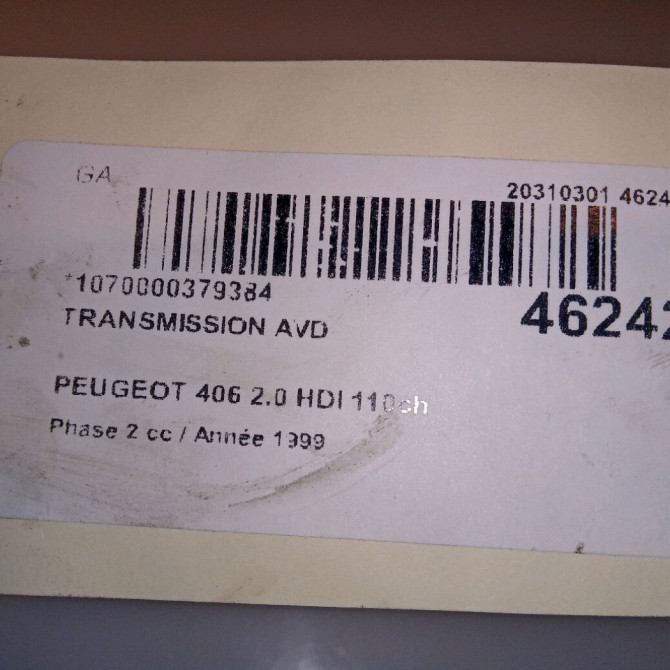 GA
20310301 4624
*1070000379384
46242
TRANSMISSION AVD
PEUGEOT 406 2.0 HDI 110ch
Phase 2 cc / Année 1999